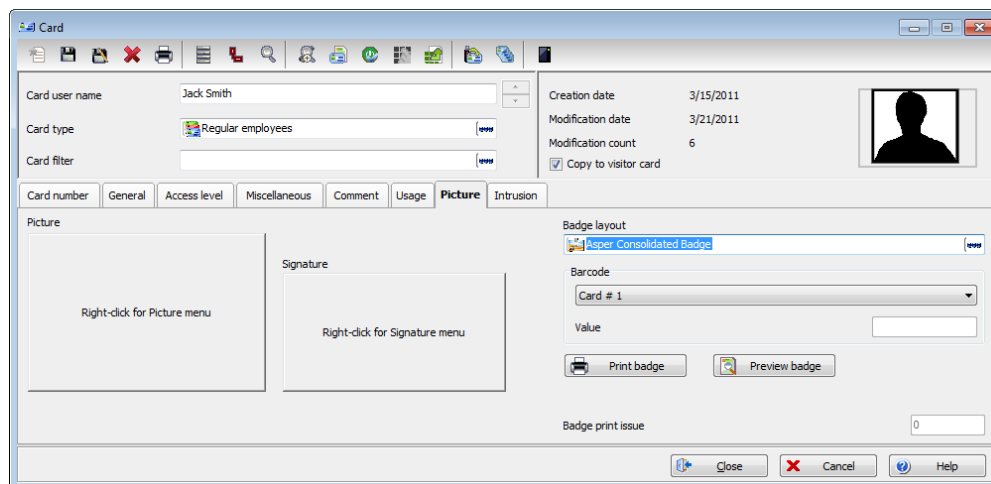 Card
Card user name Jack Smith
Card type Regular employees
Card filter
Creation date 3/15/2011
Modification date 3/21/2011
Modification count 6
Copy to visitor card
Card number General Access level Miscellaneous Comment Usage Picture Intrusion
Picture
Right-click for Picture menu
Signature
Right-click for Signature menu
Badge layout
Asper Consolidated Badge
Barcode
Card # 1
Value
Print badge Preview badge
Badge print issue 0
Close Cancel Help